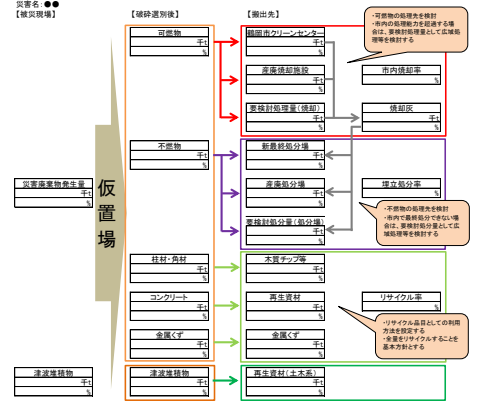 災害名：●●
【被災現場】
【破砕選別後】
【搬出先】
可燃物
千t
%
鶴岡市クリーンセンター
千t
%
・可燃物の処理先を検討
・市内の処理能力を超過する場
合は、要検討処理量として広域処
理等を検討する
産廃焼却施設
千t
%
市内焼却率
%
要検討処理量(焼却)
千t
%
焼却灰
千t
%
不燃物
千t
%
新最終処分場
千t
%
災害廃棄物発生量
千t
%
仮置場
産廃処分場
千t
%
埋立処分率
%
要検討処分量(処分場)
千t
%
・不燃物の処理先を検討
・市内で最終処分できない場
合は、要検討処分量として広
域処理等を検討する
柱材・角材
千t
%
木質チップ等
千t
%
コンクリート
千t
%
再生資材
千t
%
リサイクル率
%
金属くず
千t
%
金属くず
千t
%
・リサイクル品目としての利用
方法を設定する
・全量をリサイクルすることを
基本方針とする
津波堆積物
千t
%
津波堆積物
千t
%
再生資材(土木系)
千t
%